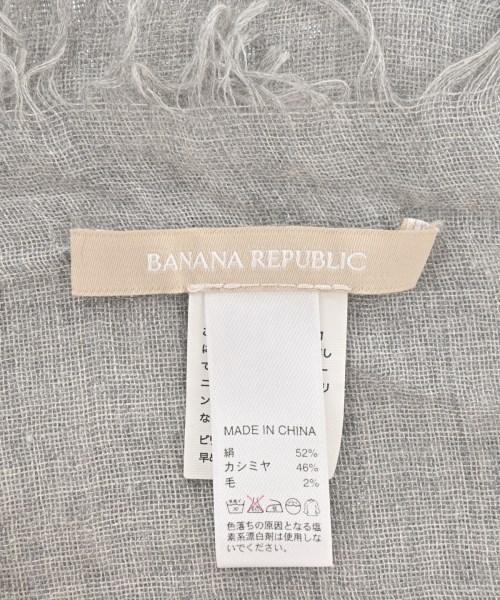 BANANA REPUBLIC
MADE IN CHINA
絹 52%
カシミヤ 46%
毛 2%
色落ちの原因となる塩
素系漂白剤は使用しな
いでください。